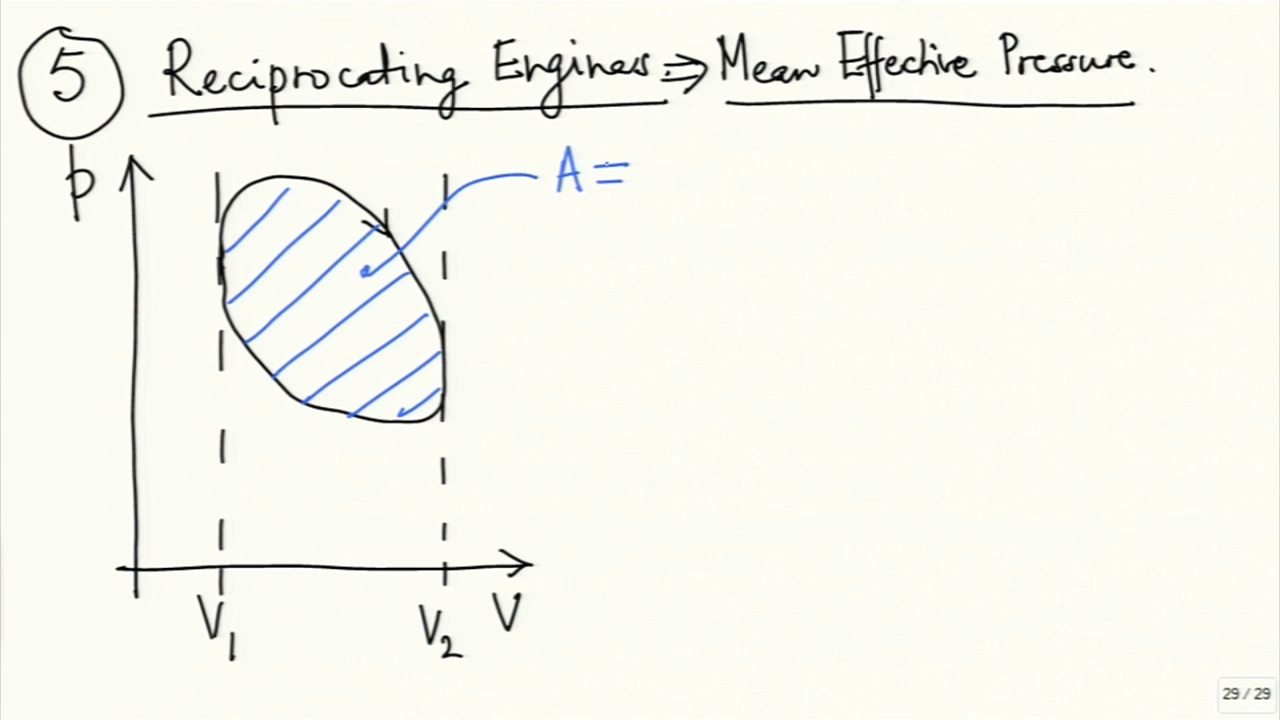 5 Reciprocating Engines ⇒ Mean Effective Pressure.
p
A =
V₁ V₂ V
29 / 29